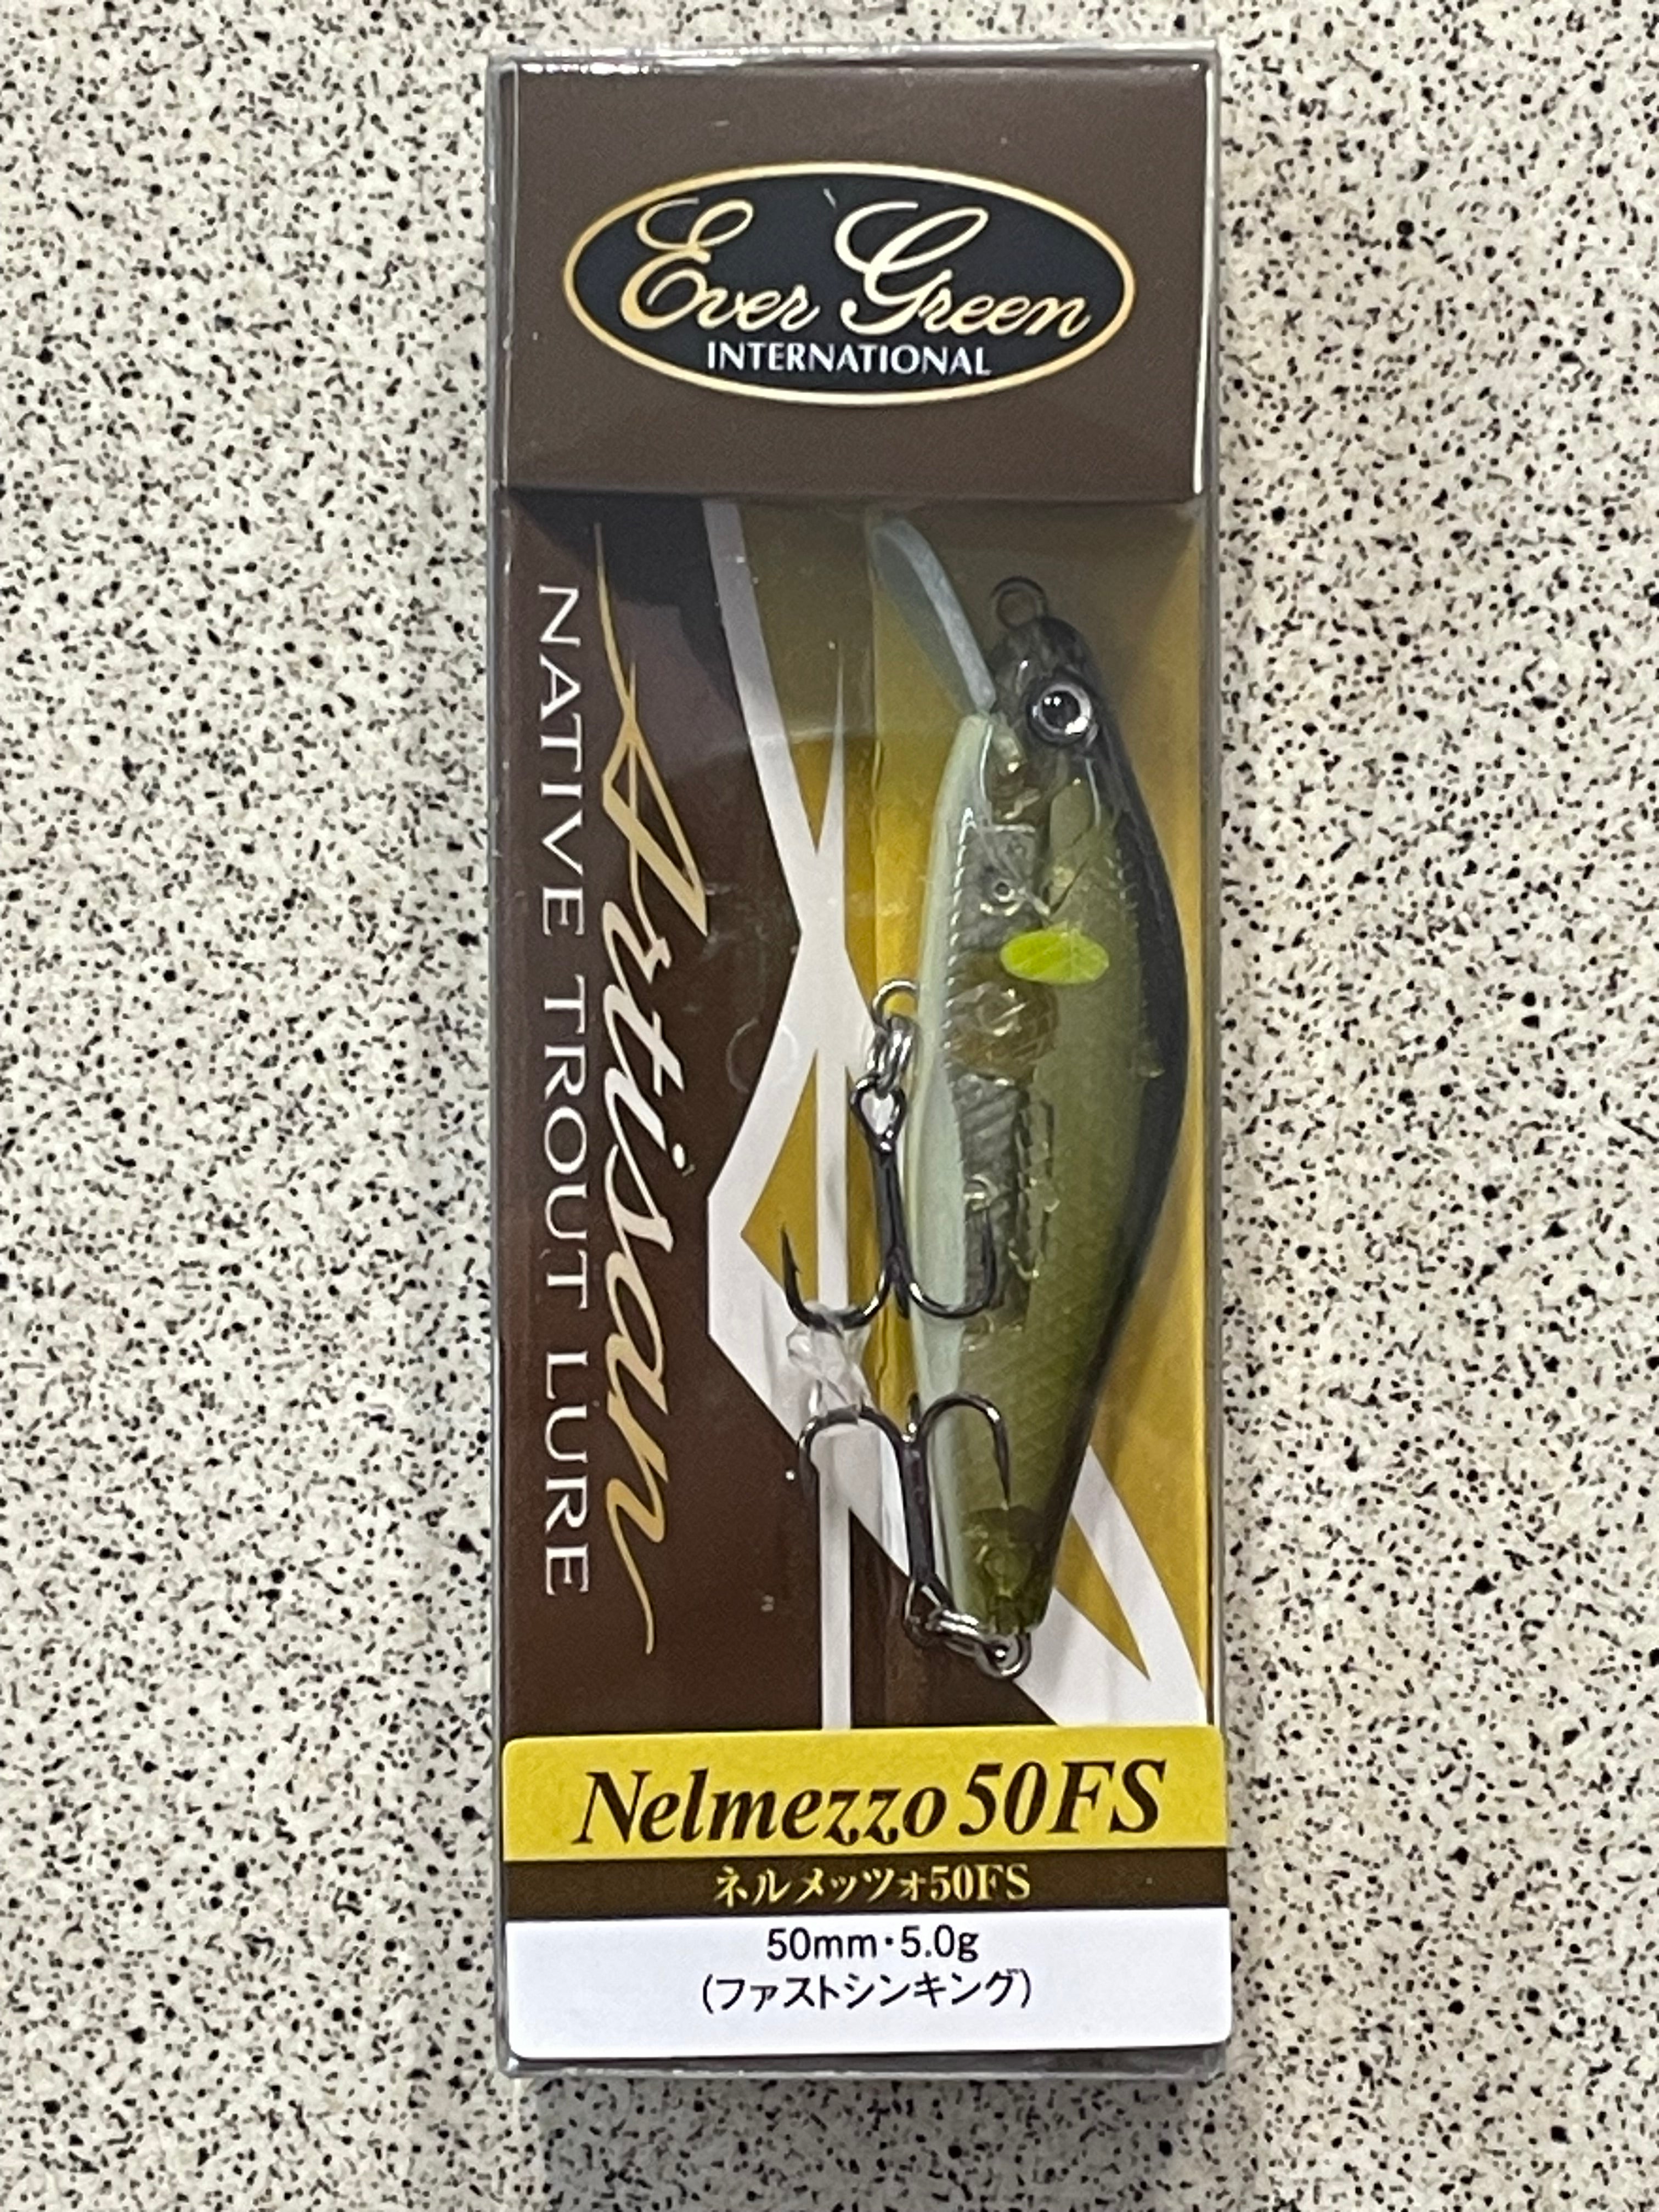 Ever Green
INTERNATIONAL
Artisan
NATIVE TROUT LURE
Nelmezzo 50FS
ネルメッツォ50FS
50mm・5.0g
(ファストシンキング)